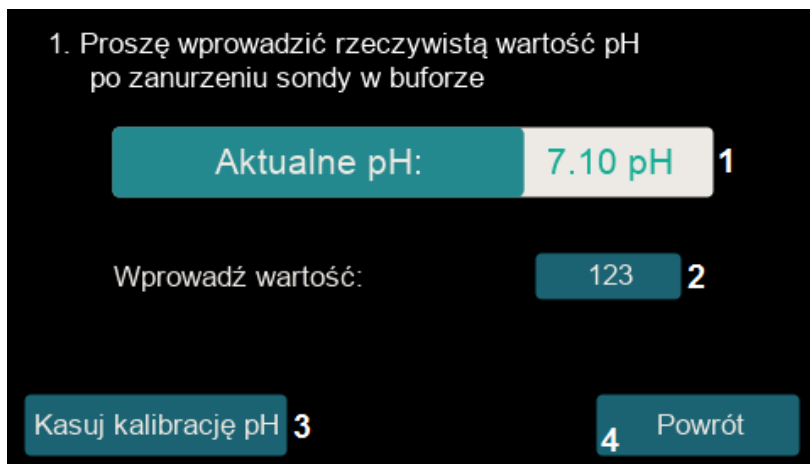 1. Proszę wprowadzić rzeczywistą wartość pH
po zanurzeniu sondy w buforze
Aktualne pH: 7.10 pH 1
Wprowadź wartość: 123 2
Kasuj kalibrację pH 3 4 Powrót